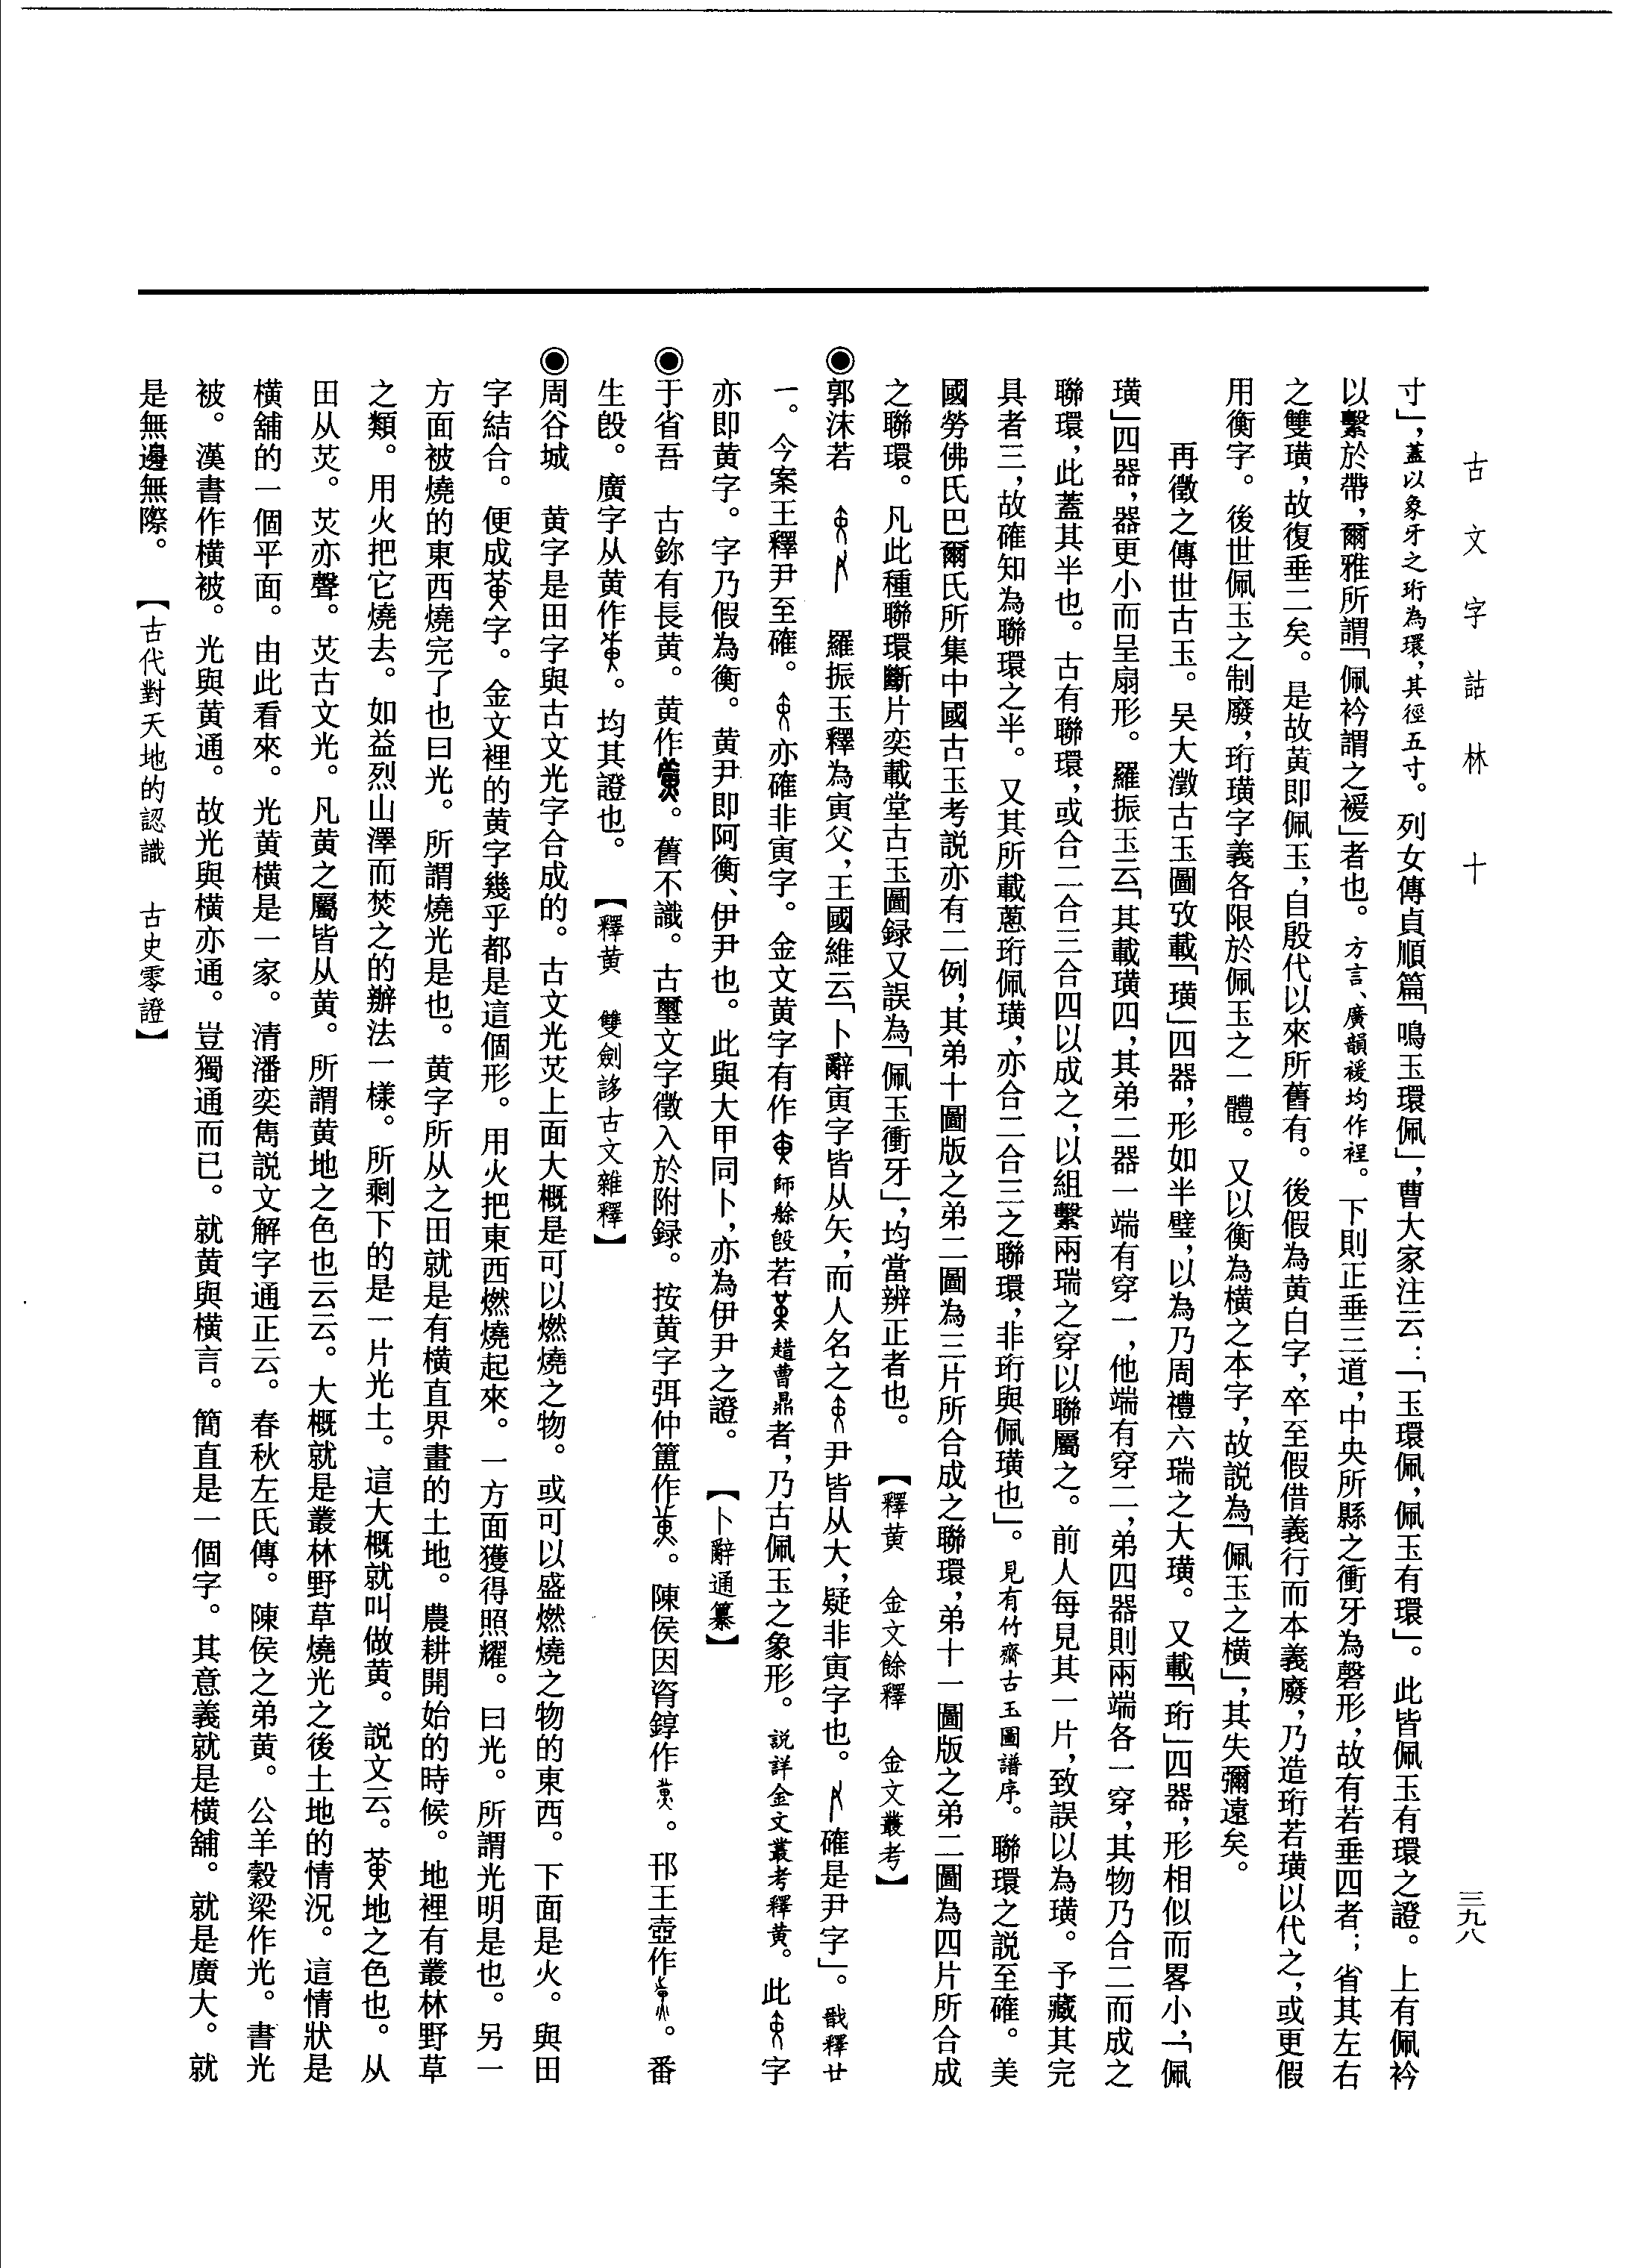 古文字詁林 十
三九八
寸」，蓋以象牙之珩為環，其徑五寸。列女傳貞順篇「鳴玉環佩」，曹大家注云：「玉環佩，佩玉有環」。此皆佩玉有環之證。上有佩衿
以繫於帶，爾雅所謂「佩衿謂之褑」者也。方言、廣韻褑均作裎。下則正垂三道，中央所縣之衝牙為磬形，故有若垂四者；省其左右
之雙璜，故復垂二矣。是故黄即佩玉，自殷代以來所舊有。後假為黄白字，卒至假借義行而本義廢，乃造珩若璜以代之，或更假
用衡字。後世佩玉之制廢，珩璜字義各限於佩玉之一體。又以衡為橫之本字，故説為「佩玉之橫」，其失彌遠矣。
再徵之傳世古玉。吴大澂古玉圖攷載「璜」四器，形如半璧，以為乃周禮六瑞之大璜。又載「珩」四器，形相似而畧小，「佩
璜」四器，器更小而呈扇形。羅振玉云「其載璜四，其弟二器一端有穿一，他端有穿二，弟四器則兩端各一穿，其物乃合二而成之
聯環，此蓋其半也。古有聯環，或合二合三合四以成之，以組繫兩瑞之穿以聯屬之。前人每見其一片，致誤以為璜。予藏其完
具者三，故確知為聯環之半。又其所載蔥珩佩璜，亦合二合三之聯環，非珩與佩璜也」。見有竹齋古玉圖譜序。聯環之説至確。美
國勞佛氏巴爾氏所集中國古玉考説亦有二例，其弟十圖版之弟二圖為三片所合成之聯環，弟十一圖版之弟二圖為四片所合成
之聯環。凡此種聯環斷片奕載堂古玉圖録又誤為「佩玉衝牙」，均當辨正者也。【釋黄 金文餘釋 金文叢考】
◉郭沫若 羅振玉釋為寅父，王國維云「卜辭寅字皆从矢，而人名之尹皆从大，疑非寅字也。確是尹字」。戩釋廿
一。今案王釋尹至確。亦確非寅字。金文黄字有作師艅𣪘若趞曹鼎者，乃古佩玉之象形。説詳金文叢考釋黄。此字
亦即黄字。字乃假為衡。黄尹即阿衡、伊尹也。此與大甲同卜，亦為伊尹之證。【卜辭通纂】
◉于省吾 古鉨有長黄。黄作。舊不識。古璽文字徵入於附録。按黄字弭仲簠作。陳侯因𦣞錞作。邗王壺作。番
生𣪘。廣字从黄作。均其證也。【釋黄 雙劍誃古文雜釋】
◉周谷城 黄字是田字與古文光字合成的。古文光炗上面大概是可以燃燒之物。或可以盛燃燒之物的東西。下面是火。與田
字結合。便成字。金文裡的黄字幾乎都是這個形。用火把東西燃燒起來。一方面獲得照耀。曰光。所謂光明是也。另一
方面被燒的東西燒完了也曰光。所謂燒光是也。黄字所从之田就是有橫直界畫的土地。農耕開始的時候。地裡有叢林野草
之類。用火把它燒去。如益烈山澤而焚之的辦法一樣。所剩下的是一片光土。這大概就叫做黄。説文云。地之色也。从
田从炗。炗亦聲。炗古文光。凡黄之屬皆从黄。所謂黄地之色也云云。大概就是叢林野草燒光之後土地的情況。這情狀是
橫舖的一個平面。由此看來。光黄橫是一家。清潘奕雋説文解字通正云。春秋左氏傳。陳侯之弟黄。公羊穀梁作光。書光
被。漢書作橫被。光與黄通。故光與橫亦通。豈獨通而已。就黄與橫言。簡直是一個字。其意義就是橫舖。就是廣大。就
是無邊無際。【古代對天地的認識 古史零證】